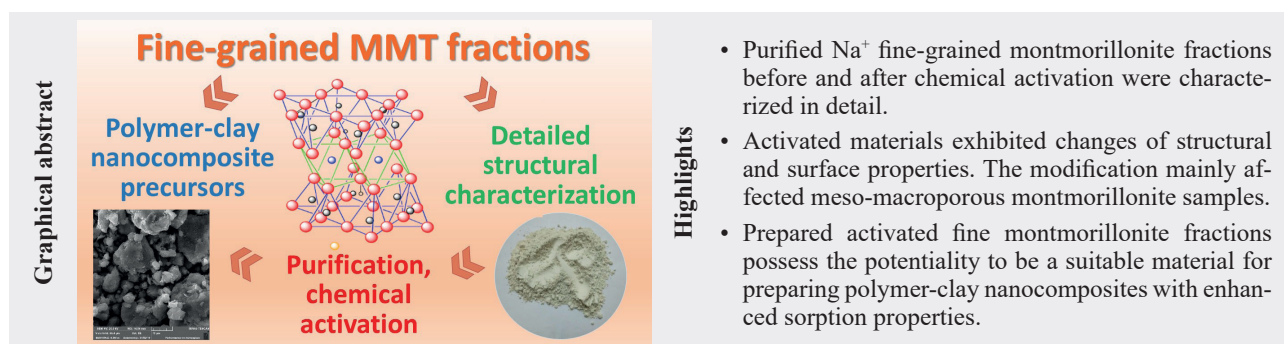 Graphical abstract
Fine-grained MMT fractions
Polymer-clay
nanocomposite
precursors
Detailed
structural
characterization
Purification,
chemical
activation
Highlights
• Purified Na⁺ fine-grained montmorillonite fractions
before and after chemical activation were characte-
rized in detail.
• Activated materials exhibited changes of structural
and surface properties. The modification mainly af-
fected meso-macroporous montmorillonite samples.
• Prepared activated fine montmorillonite fractions
possess the potentiality to be a suitable material for
preparing polymer-clay nanocomposites with enhan-
ced sorption properties.